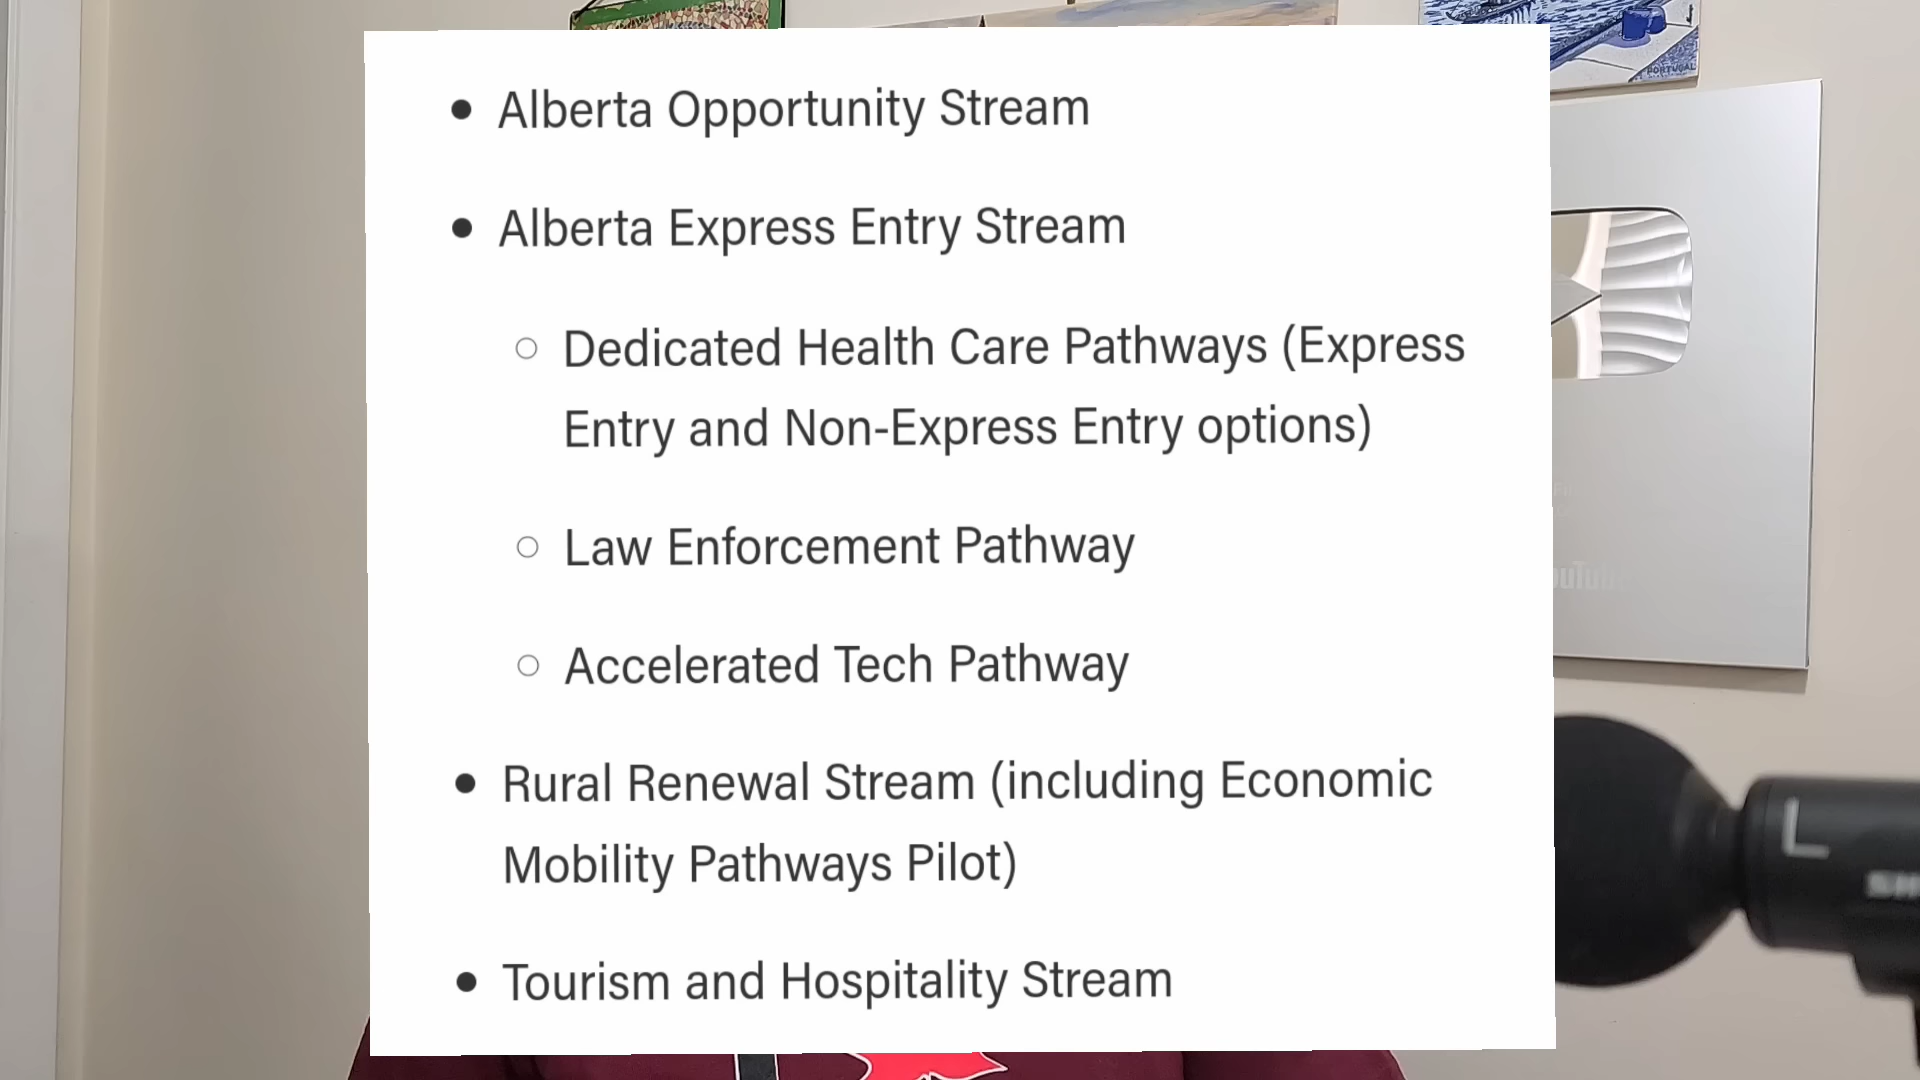 PORTUGAL
• Alberta Opportunity Stream
• Alberta Express Entry Stream
○ Dedicated Health Care Pathways (Express
Entry and Non-Express Entry options)
○ Law Enforcement Pathway
○ Accelerated Tech Pathway
• Rural Renewal Stream (including Economic
Mobility Pathways Pilot)
• Tourism and Hospitality Stream
L